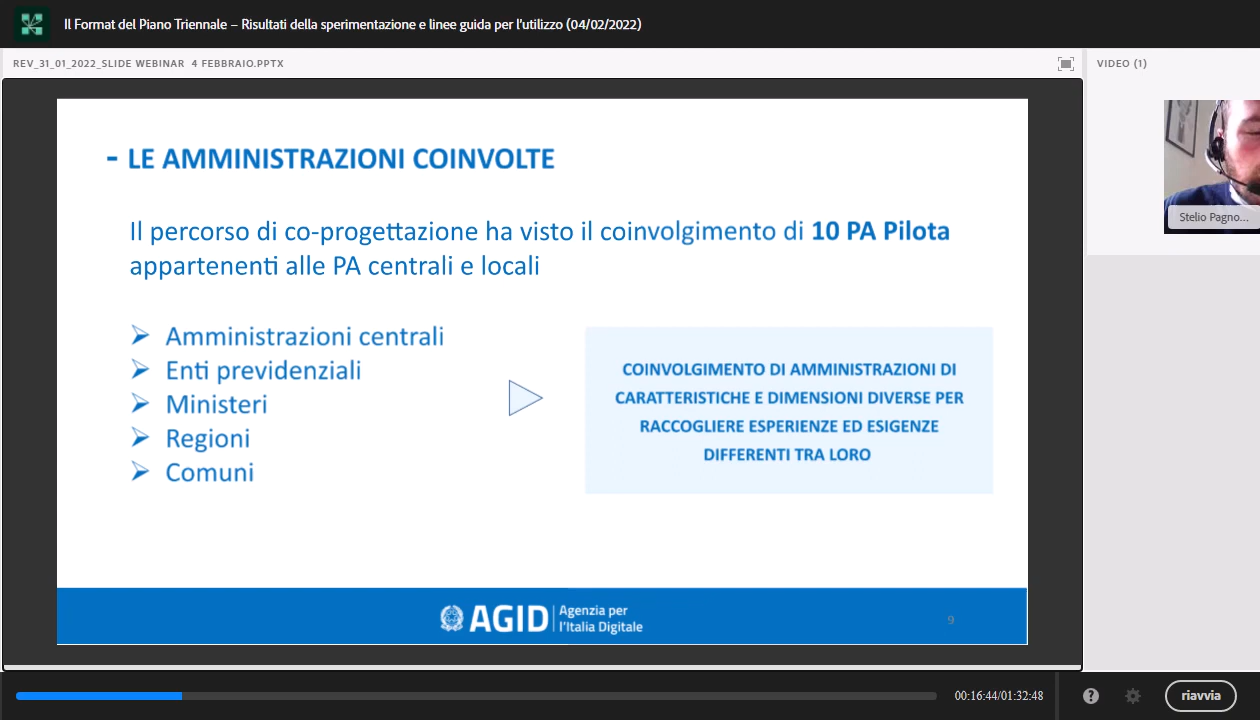 Il Format del Piano Triennale – Risultati della sperimentazione e linee guida per l'utilizzo (04/02/2022)
REV_31_01_2022_SLIDE WEBINAR 4 FEBBRAIO.PPTX
VIDEO (1)
- LE AMMINISTRAZIONI COINVOLTE
Il percorso di co-progettazione ha visto il coinvolgimento di 10 PA Pilota
appartenenti alle PA centrali e locali
Amministrazioni centrali
Enti previdenziali
Ministeri
Regioni
Comuni
COINVOLGIMENTO DI AMMINISTRAZIONI DI
CARATTERISTICHE E DIMENSIONI DIVERSE PER
RACCOGLIERE ESPERIENZE ED ESIGENZE
DIFFERENTI TRA LORO
Stelio Pagno...
AGID Agenzia per
l'Italia Digitale
9
00:16:44/01:32:48
?
riavvia